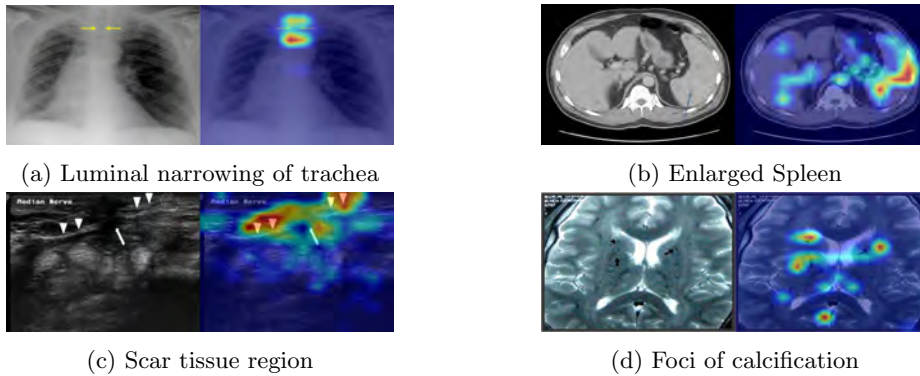 (a) Luminal narrowing of trachea
(b) Enlarged Spleen
Median Nerve
Median Nerve
(c) Scar tissue region
(d) Foci of calcification